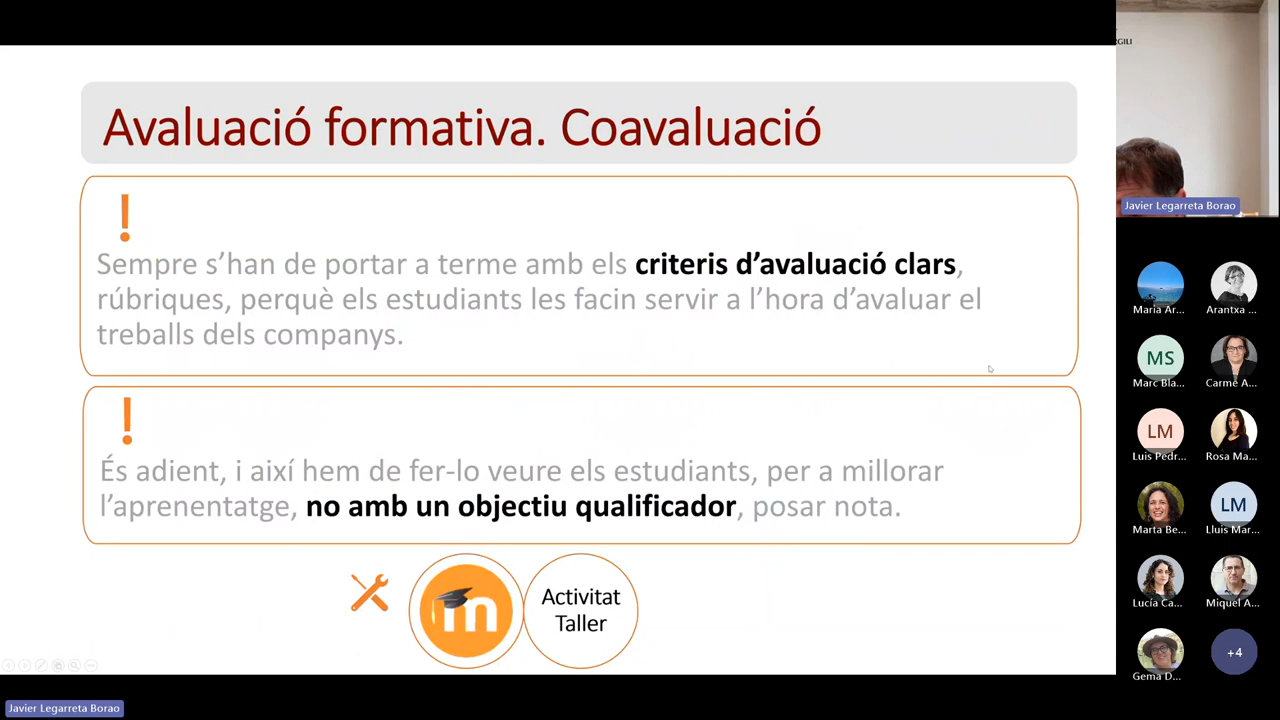 Avaluació formativa. Coavaluació
!
Sempre s’han de portar a terme amb els criteris d’avaluació clars,
rúbriques, perquè els estudiants les facin servir a l’hora d’avaluar el
treballs dels companys.
!
És adient, i així hem de fer-lo veure els estudiants, per a millorar
l’aprenentatge, no amb un objectiu qualificador, posar nota.
m
Activitat
Taller
Javier Legarreta Borao
GILI
Javier Legarreta Borao
Maria Ar...
Arantxa ...
MS
Marc Bla...
Carme A...
LM
Luis Pedr...
Rosa Ma...
Marta Be...
LM
Lluis Mar...
Lucía Ca...
Miquel A...
Gema D...
+4